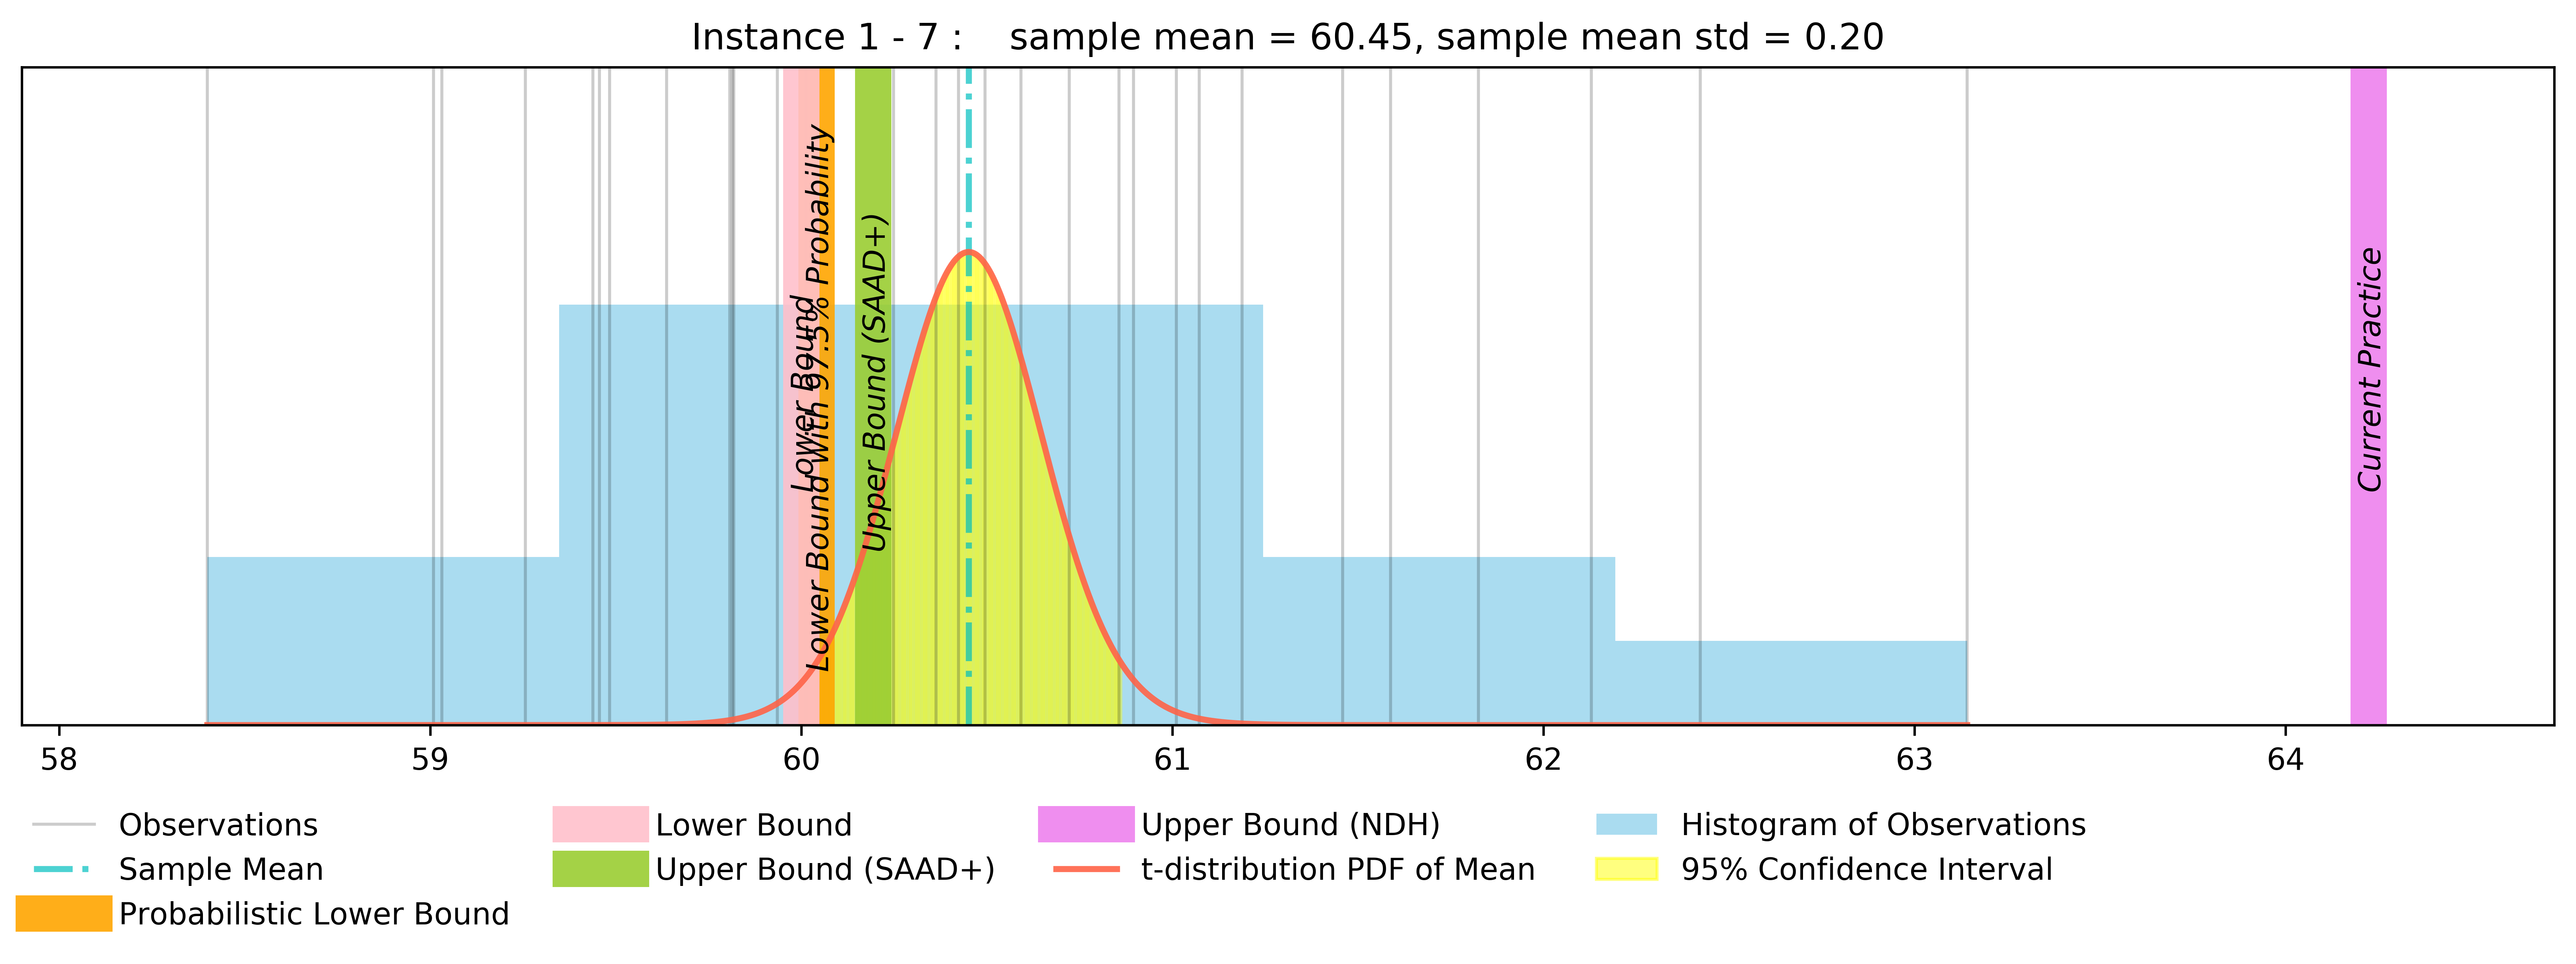 Instance 1 - 7 :    sample mean = 60.45, sample mean std = 0.20
Lower Bound
Lower Bound with 97.5% Probability
Upper Bound (SAAD+)
Current Practice
58 59 60 61 62 63 64
Observations
Sample Mean
Probabilistic Lower Bound
Lower Bound
Upper Bound (SAAD+)
Upper Bound (NDH)
t-distribution PDF of Mean
Histogram of Observations
95% Confidence Interval